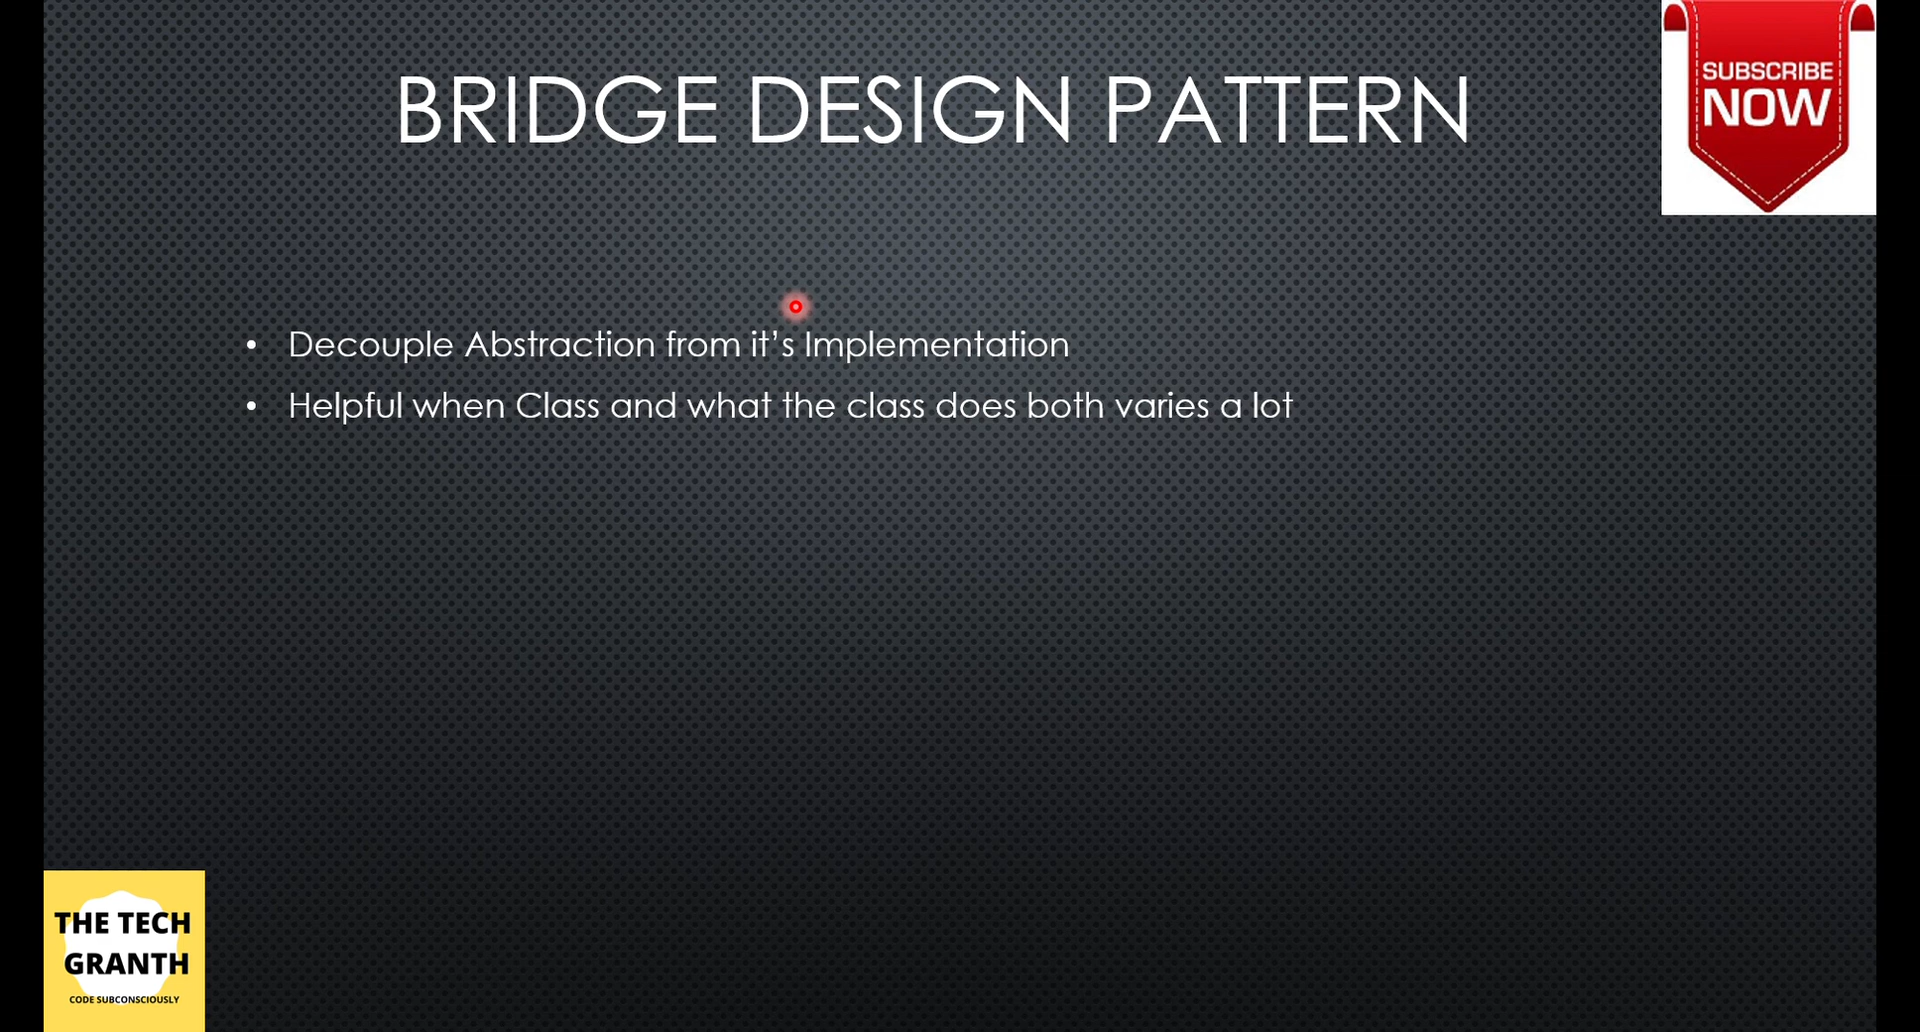 BRIDGE DESIGN PATTERN
SUBSCRIBE
NOW
• Decouple Abstraction from it’s Implementation
• Helpful when Class and what the class does both varies a lot
THE TECH
GRANTH
CODE SUBCONSCIOUSLY